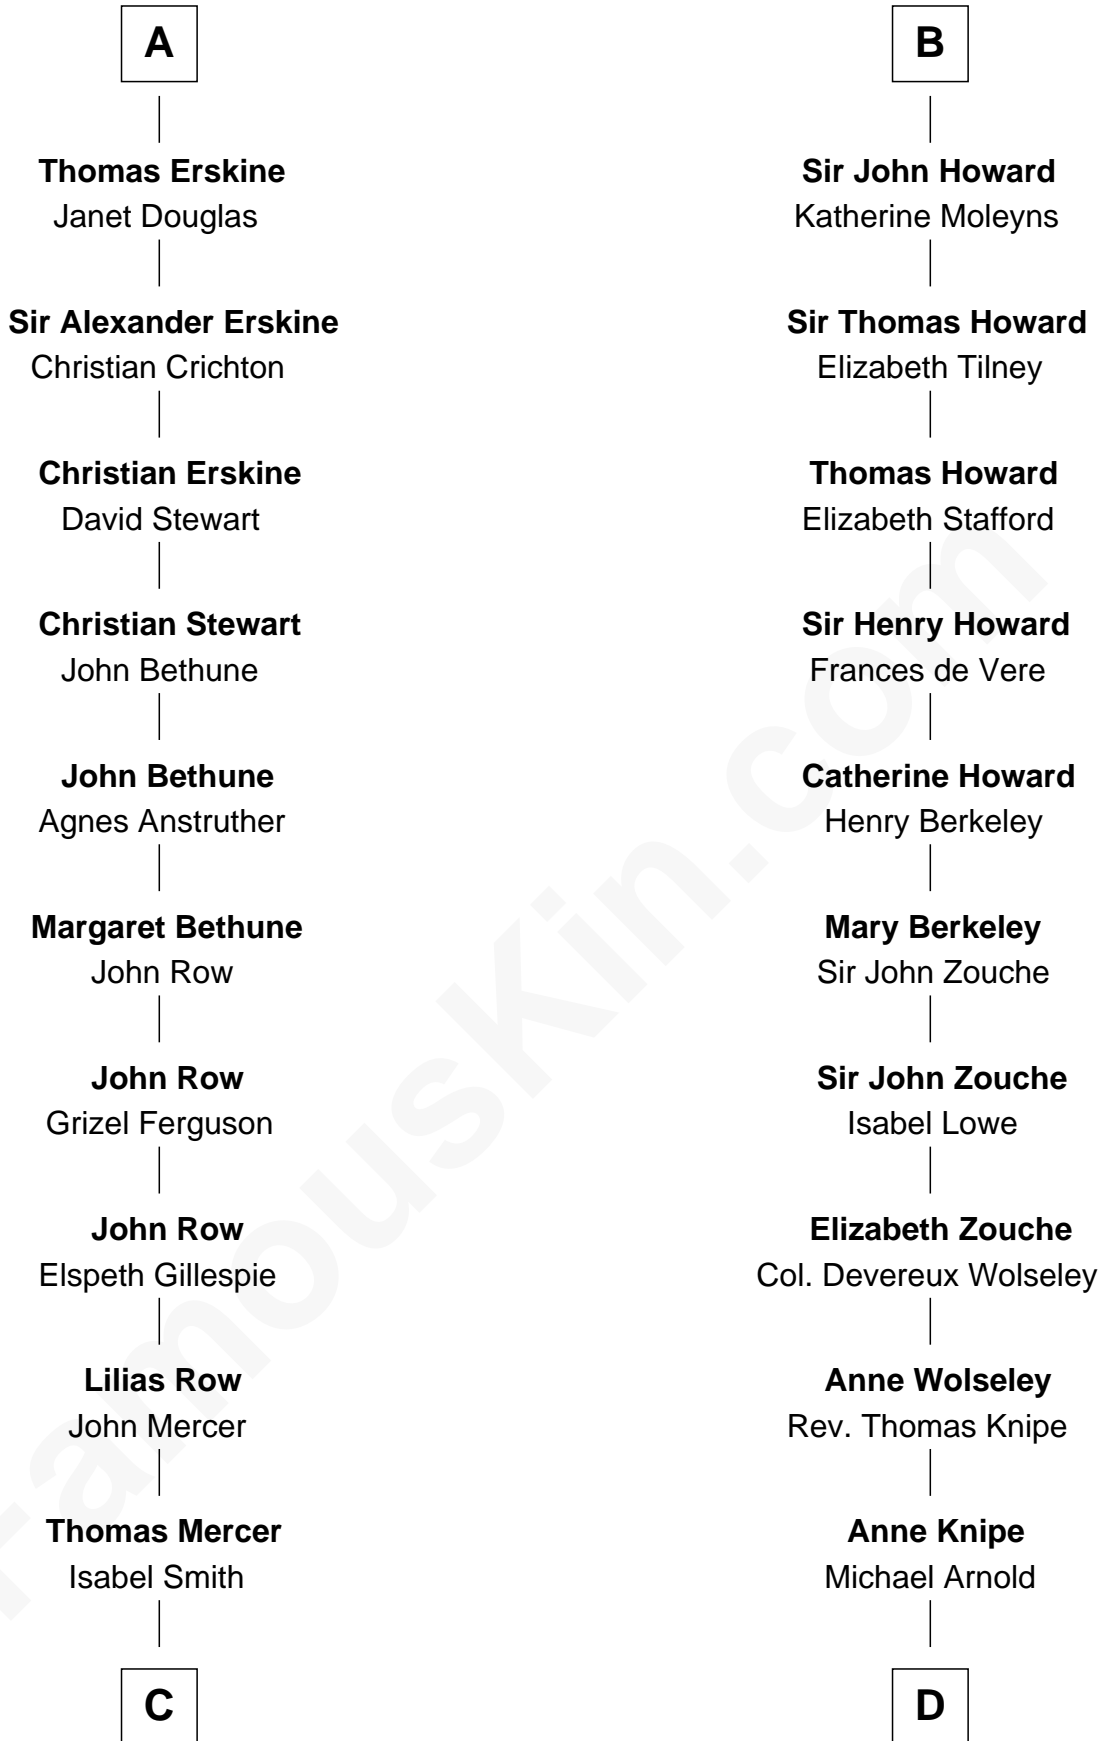 A
Thomas Erskine
Janet Douglas
Sir Alexander Erskine
Christian Crichton
Christian Erskine
David Stewart
Christian Stewart
John Bethune
John Bethune
Agnes Anstruther
Margaret Bethune
John Row
John Row
Grizel Ferguson
John Row
Elspeth Gillespie
Lilias Row
John Mercer
Thomas Mercer
Isabel Smith
C
B
Sir John Howard
Katherine Moleyns
Sir Thomas Howard
Elizabeth Tilney
Thomas Howard
Elizabeth Stafford
Sir Henry Howard
Frances de Vere
Catherine Howard
Henry Berkeley
Mary Berkeley
Sir John Zouche
Sir John Zouche
Isabel Lowe
Elizabeth Zouche
Col. Devereux Wolseley
Anne Wolseley
Rev. Thomas Knipe
Anne Knipe
Michael Arnold
D
FamousKin.com